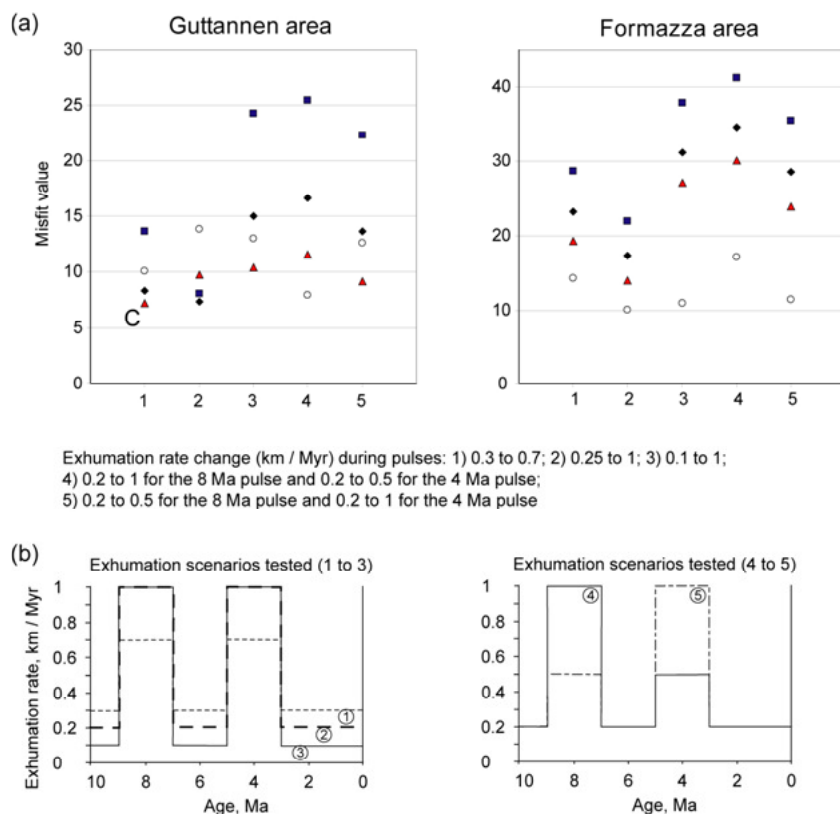 (a)
Guttannen area
Formazza area
Misfit value
30
25
20
15
10
5
0
C
1 2 3 4 5
40
30
20
10
0
1 2 3 4 5
Exhumation rate change (km / Myr) during pulses: 1) 0.3 to 0.7; 2) 0.25 to 1; 3) 0.1 to 1;
4) 0.2 to 1 for the 8 Ma pulse and 0.2 to 0.5 for the 4 Ma pulse;
5) 0.2 to 0.5 for the 8 Ma pulse and 0.2 to 1 for the 4 Ma pulse
(b)
Exhumation scenarios tested (1 to 3)
Exhumation scenarios tested (4 to 5)
Exhumation rate, km / Myr
1
0.8
0.6
0.4
0.2
0
1
2
3
10 8 6 4 2 0
Age, Ma
1
0.8
0.6
0.4
0.2
0
4
5
10 8 6 4 2 0
Age, Ma